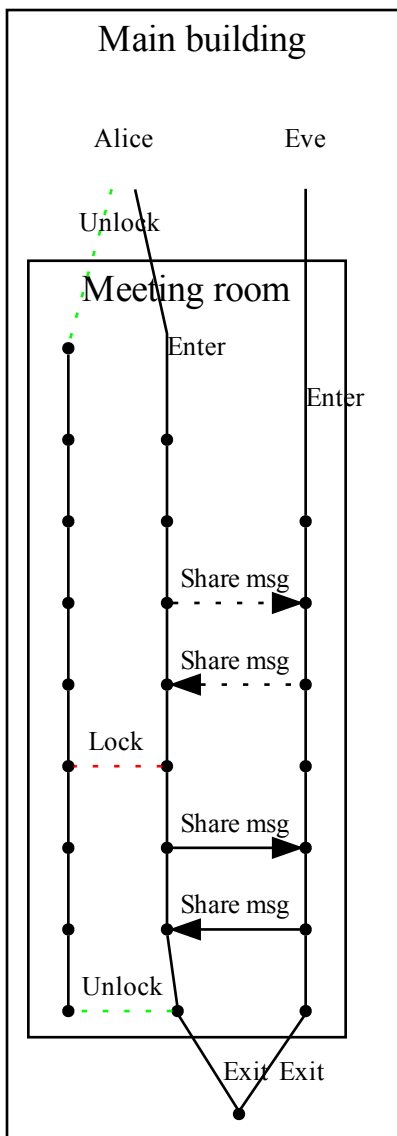 Main building
Alice
Eve
Unlock
Meeting room
Enter
Enter
Share msg
Share msg
Lock
Share msg
Share msg
Unlock
Exit
Exit